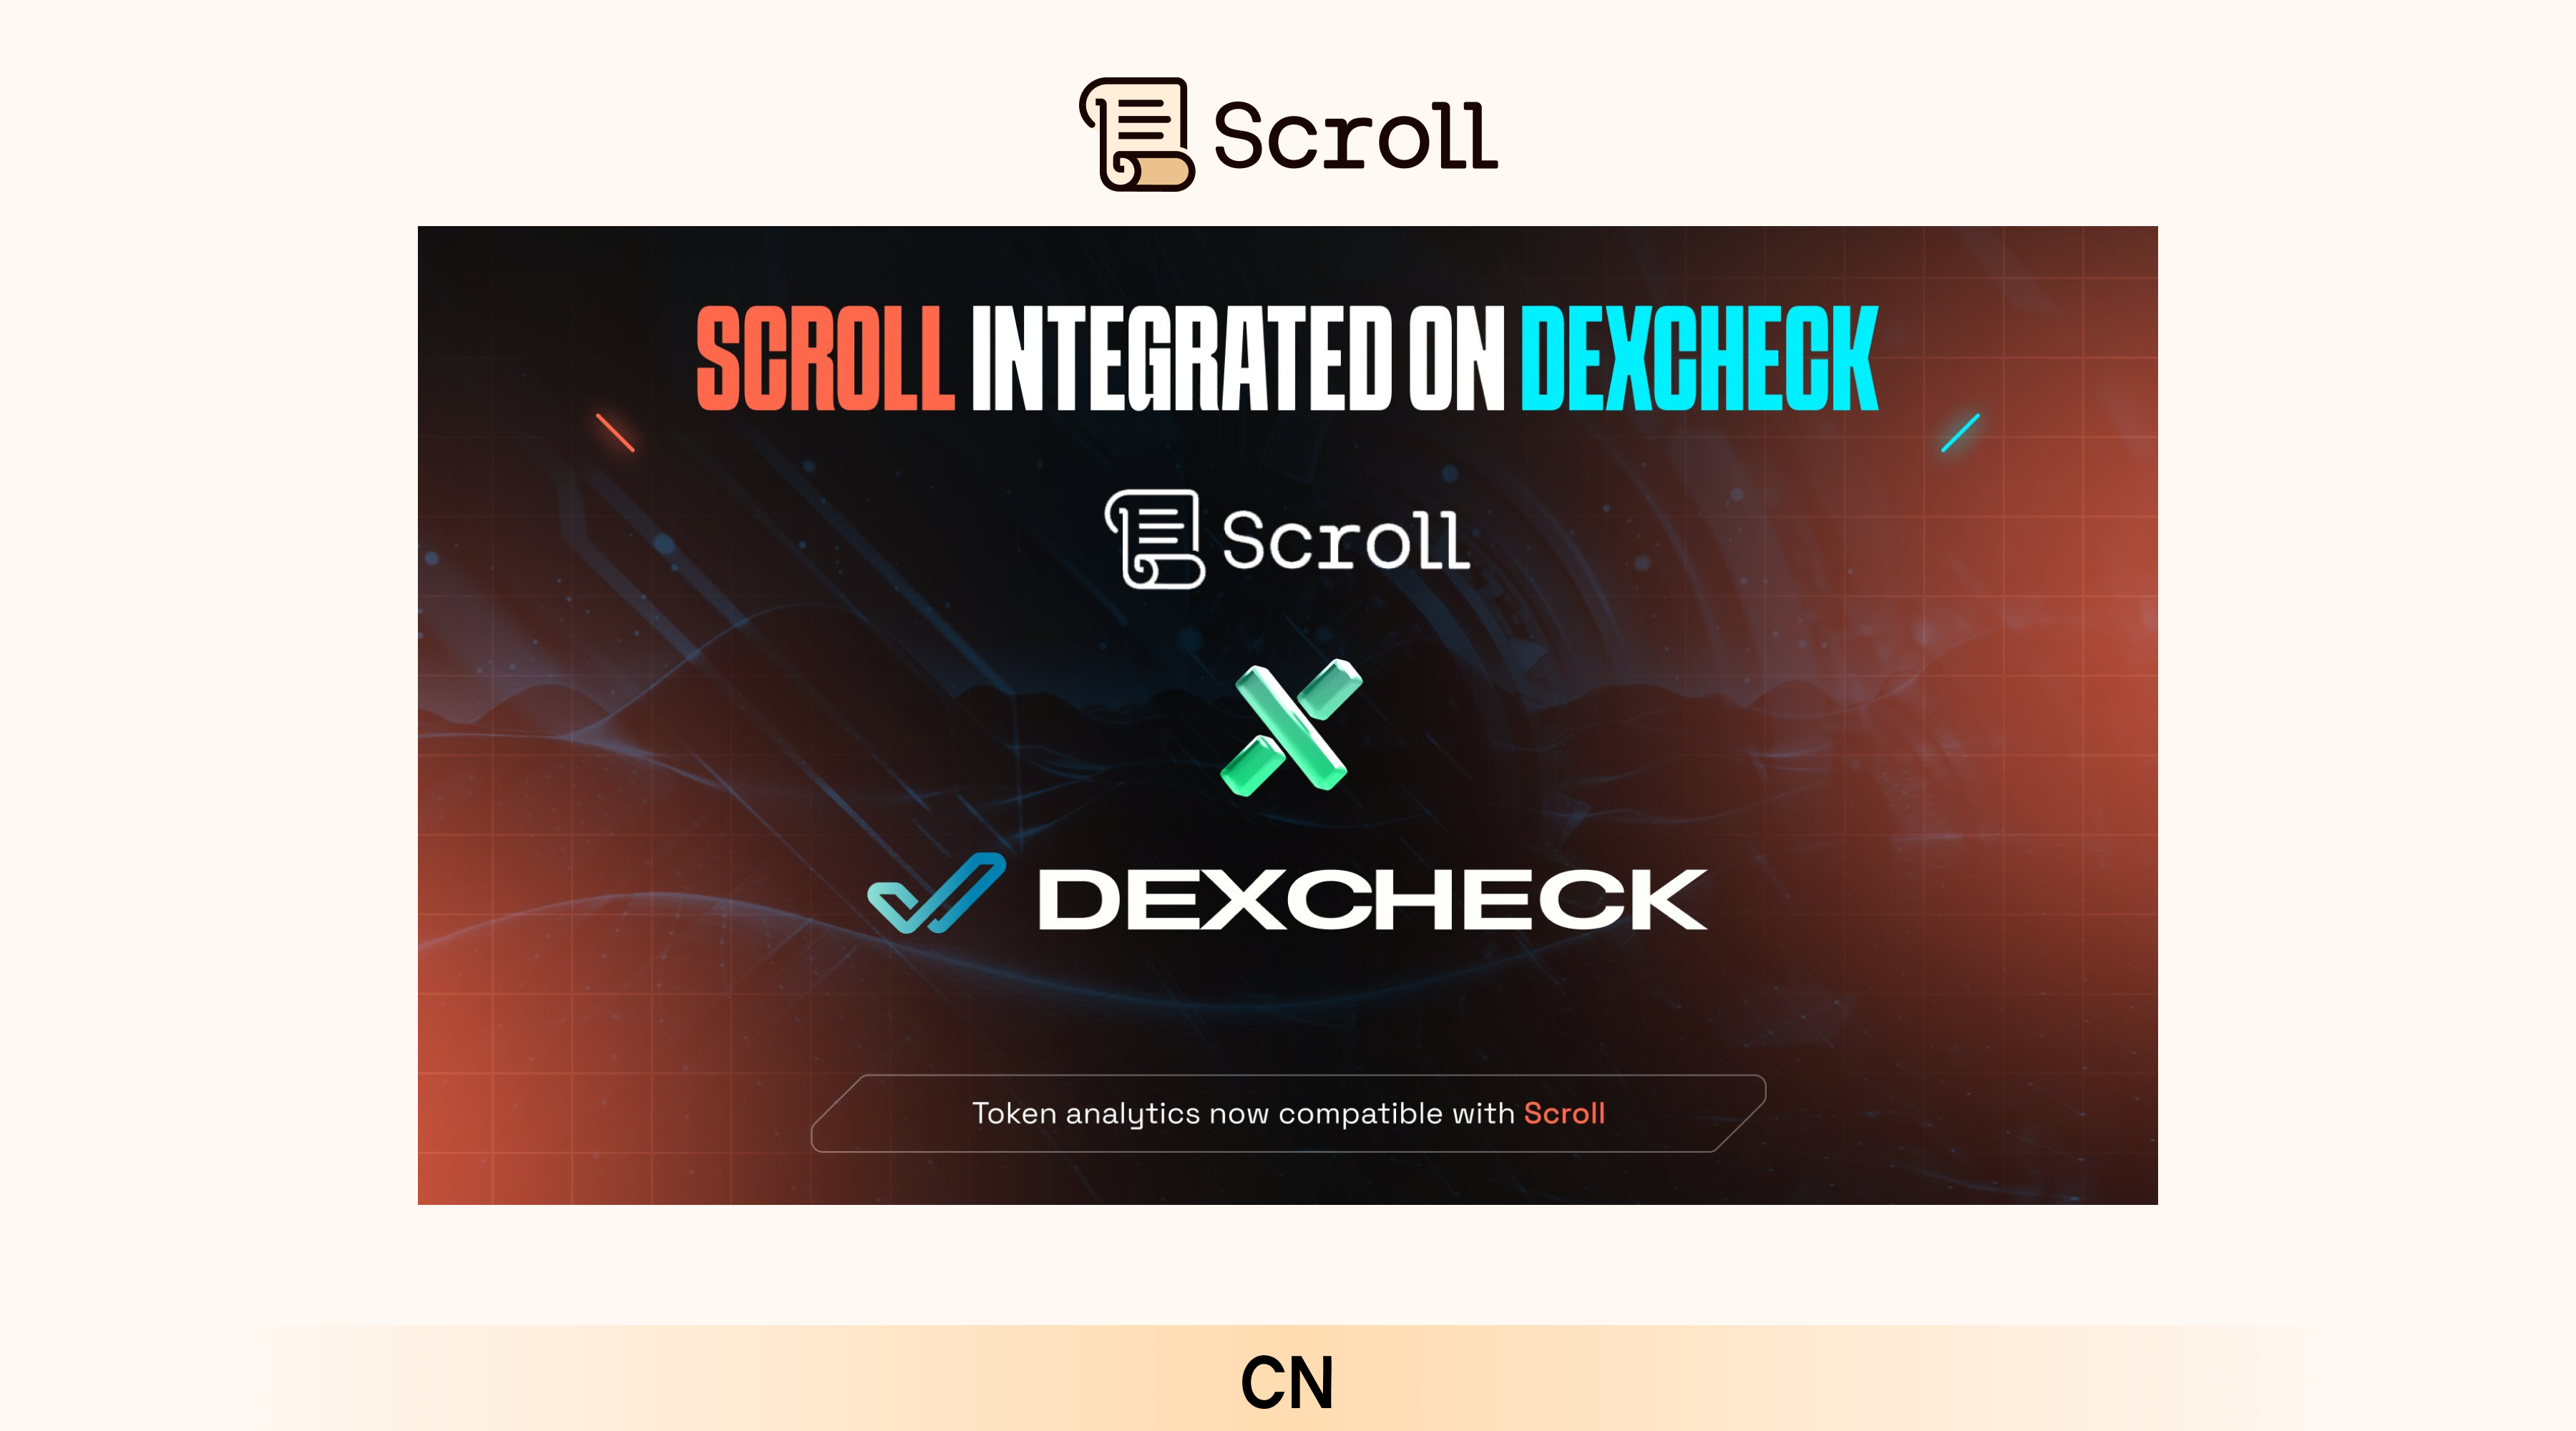 Scroll
SCROLL INTEGRATED ON DEXCHECK
Scroll
X
DEXCHECK
Token analytics now compatible with Scroll
CN